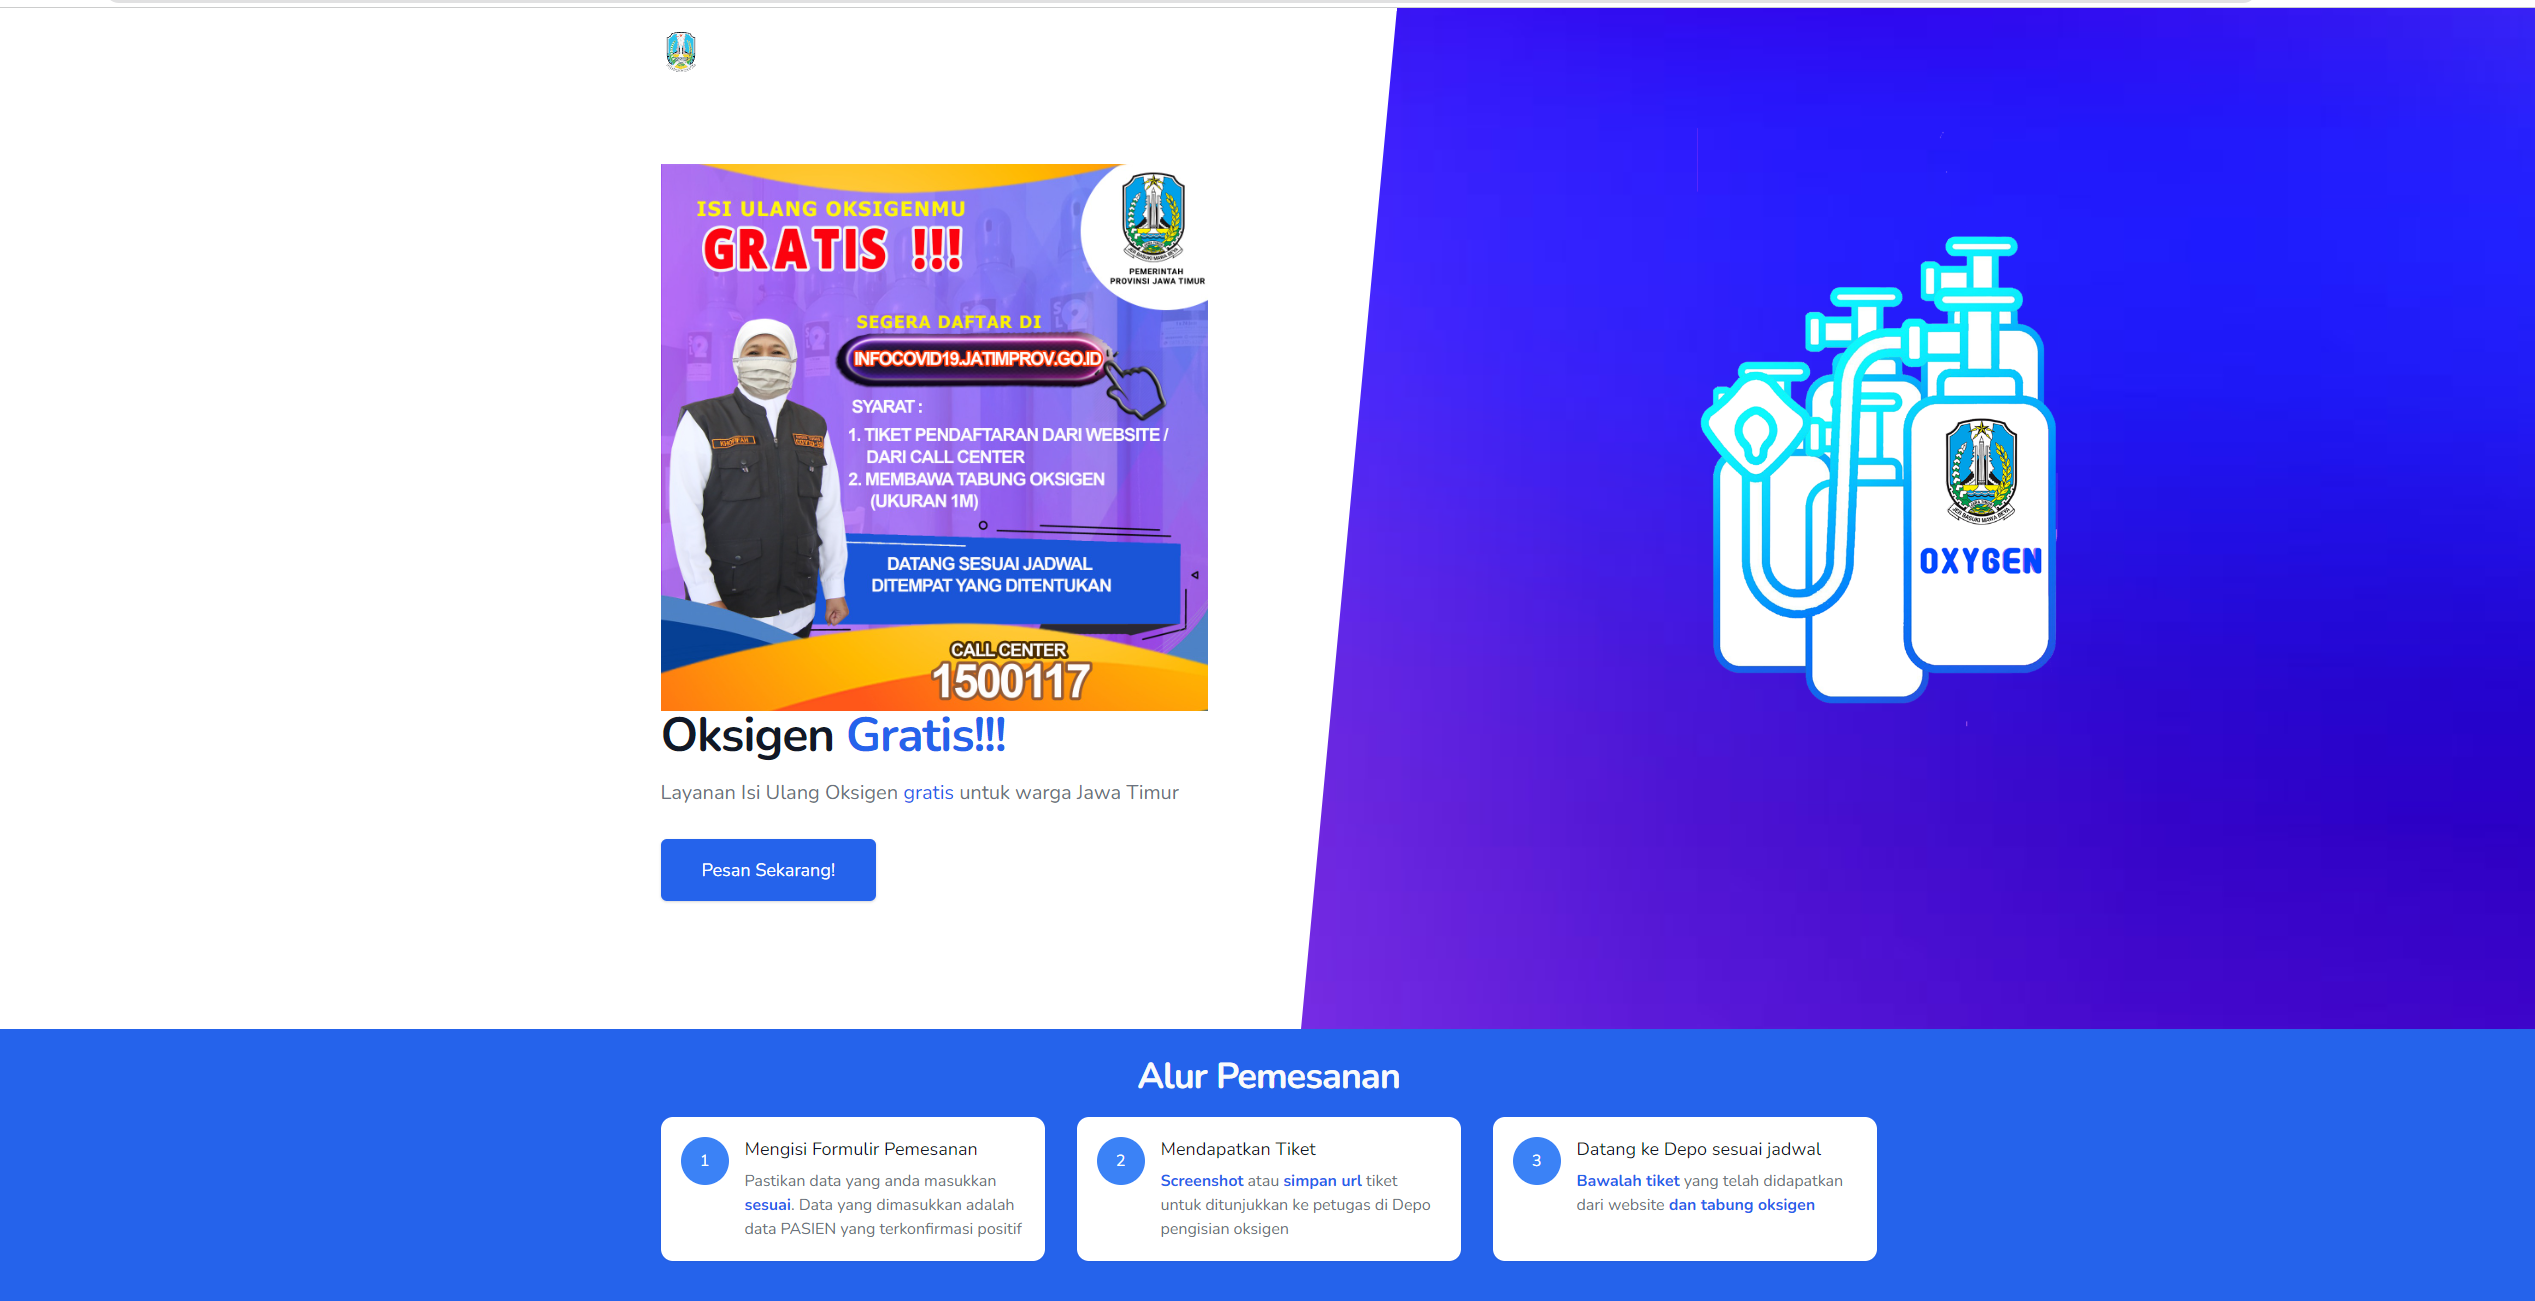 ISI ULANG OKSIGENMU
GRATIS !!!
PEMERINTAH
PROVINSI JAWA TIMUR
SEGERA DAFTAR DI
INFOCOVID19.JATIMPROV.GO.ID
SYARAT :
1. TIKET PENDAFTARAN DARI WEBSITE /
DARI CALL CENTER
2. MEMBAWA TABUNG OKSIGEN
(UKURAN 1M)
KHOFIFAH
DATANG SESUAI JADWAL
DITEMPAT YANG DITENTUKAN
CALL CENTER
1500117
Oksigen Gratis!!!
Layanan Isi Ulang Oksigen gratis untuk warga Jawa Timur
Pesan Sekarang!
JER BASUKI MAWA BEYA
OXYGEN
Alur Pemesanan
1
Mengisi Formulir Pemesanan
Pastikan data yang anda masukkan
sesuai. Data yang dimasukkan adalah
data PASIEN yang terkonfirmasi positif
2
Mendapatkan Tiket
Screenshot atau simpan url tiket
untuk ditunjukkan ke petugas di Depo
pengisian oksigen
3
Datang ke Depo sesuai jadwal
Bawalah tiket yang telah didapatkan
dari website dan tabung oksigen